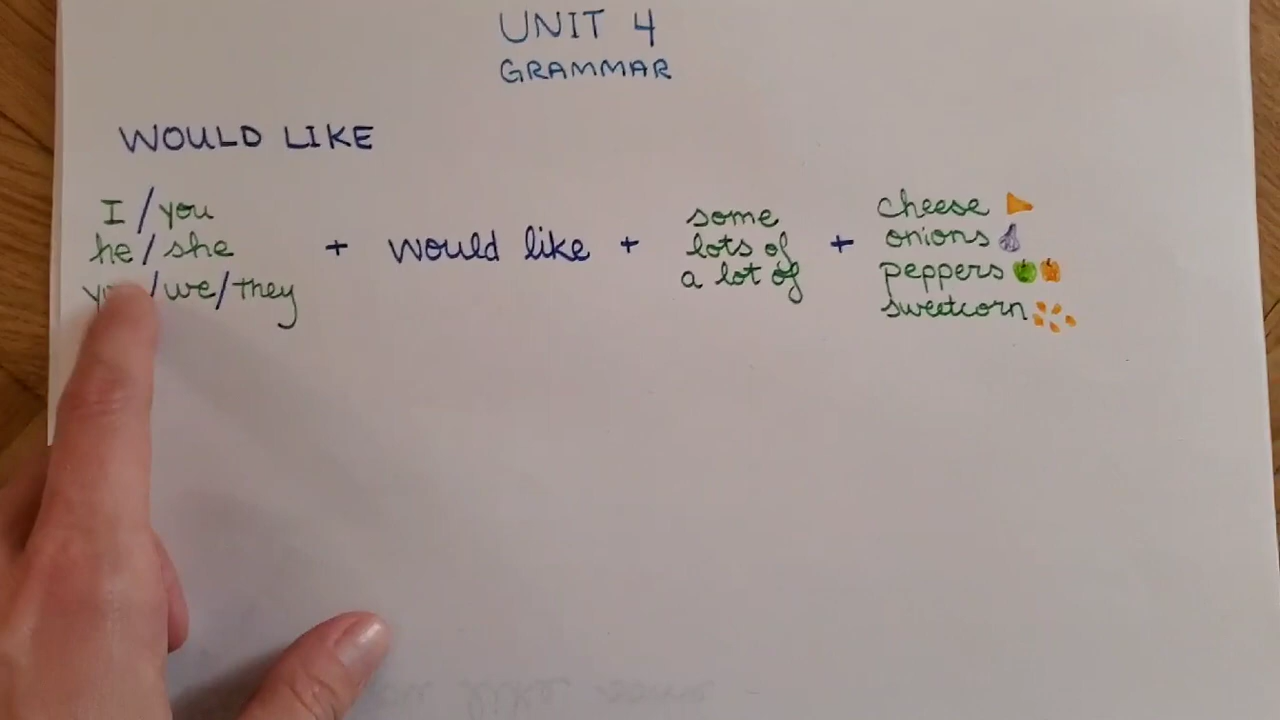 UNIT 4
GRAMMAR
WOULD LIKE
I / you
he / she
/ we / they
+ would like +
some
lots of
a lot of
+
cheese
onions
peppers
sweetcorn